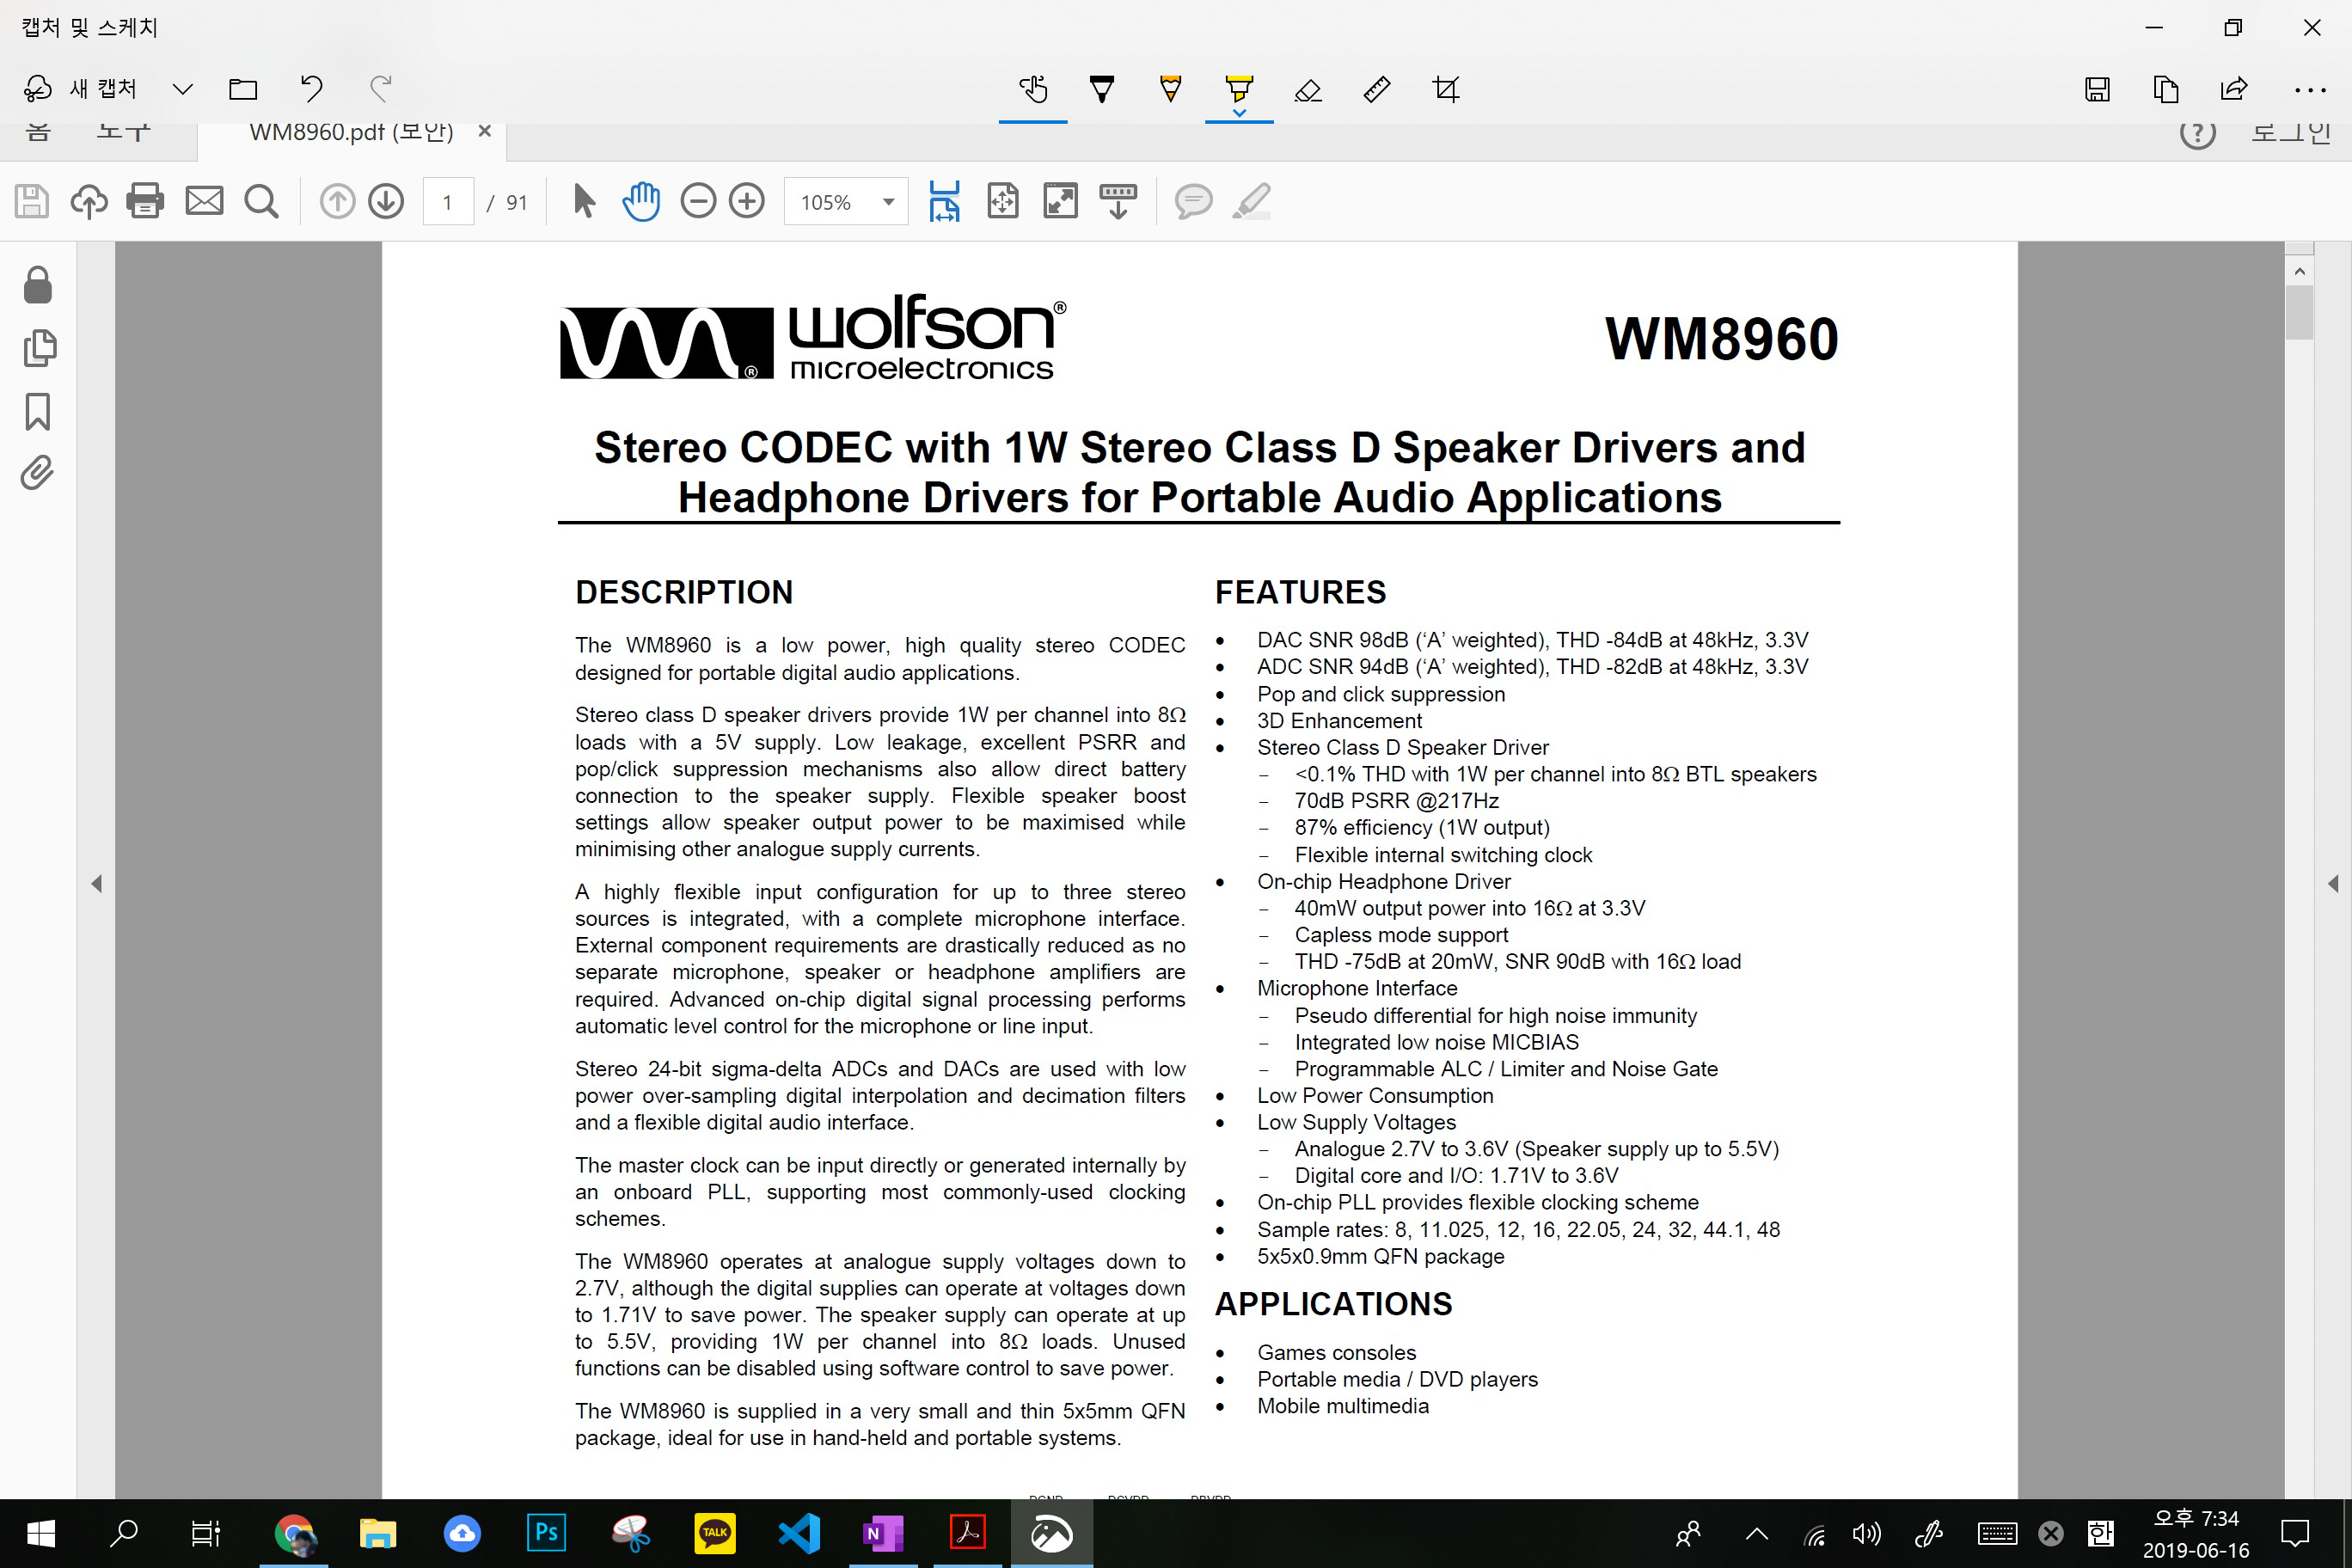 캡처 및 스케치
새 캡처
홈 도구 WM8960.pdf (보안) 로그인
1 / 91 105%
wolfson®
microelectronics
®
WM8960
Stereo CODEC with 1W Stereo Class D Speaker Drivers and
Headphone Drivers for Portable Audio Applications
DESCRIPTION
The WM8960 is a low power, high quality stereo CODEC
designed for portable digital audio applications.
Stereo class D speaker drivers provide 1W per channel into 8Ω
loads with a 5V supply. Low leakage, excellent PSRR and
pop/click suppression mechanisms also allow direct battery
connection to the speaker supply. Flexible speaker boost
settings allow speaker output power to be maximised while
minimising other analogue supply currents.
A highly flexible input configuration for up to three stereo
sources is integrated, with a complete microphone interface.
External component requirements are drastically reduced as no
separate microphone, speaker or headphone amplifiers are
required. Advanced on-chip digital signal processing performs
automatic level control for the microphone or line input.
Stereo 24-bit sigma-delta ADCs and DACs are used with low
power over-sampling digital interpolation and decimation filters
and a flexible digital audio interface.
The master clock can be input directly or generated internally by
an onboard PLL, supporting most commonly-used clocking
schemes.
The WM8960 operates at analogue supply voltages down to
2.7V, although the digital supplies can operate at voltages down
to 1.71V to save power. The speaker supply can operate at up
to 5.5V, providing 1W per channel into 8Ω loads. Unused
functions can be disabled using software control to save power.
The WM8960 is supplied in a very small and thin 5x5mm QFN
package, ideal for use in hand-held and portable systems.
FEATURES
• DAC SNR 98dB (‘A’ weighted), THD -84dB at 48kHz, 3.3V
• ADC SNR 94dB (‘A’ weighted), THD -82dB at 48kHz, 3.3V
• Pop and click suppression
• 3D Enhancement
• Stereo Class D Speaker Driver
– <0.1% THD with 1W per channel into 8Ω BTL speakers
– 70dB PSRR @217Hz
– 87% efficiency (1W output)
– Flexible internal switching clock
• On-chip Headphone Driver
– 40mW output power into 16Ω at 3.3V
– Capless mode support
– THD -75dB at 20mW, SNR 90dB with 16Ω load
• Microphone Interface
– Pseudo differential for high noise immunity
– Integrated low noise MICBIAS
– Programmable ALC / Limiter and Noise Gate
• Low Power Consumption
• Low Supply Voltages
– Analogue 2.7V to 3.6V (Speaker supply up to 5.5V)
– Digital core and I/O: 1.71V to 3.6V
• On-chip PLL provides flexible clocking scheme
• Sample rates: 8, 11.025, 12, 16, 22.05, 24, 32, 44.1, 48
• 5x5x0.9mm QFN package
APPLICATIONS
• Games consoles
• Portable media / DVD players
• Mobile multimedia
Ps
TALK
N
한
오후 7:34
2019-06-16